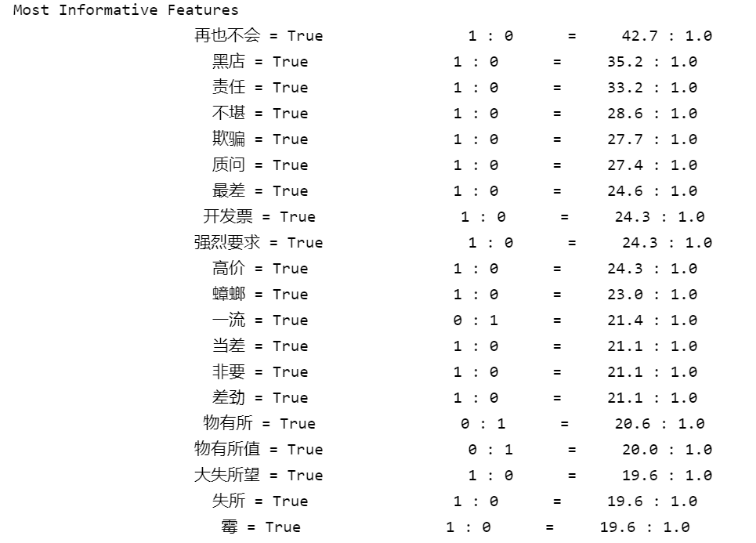 Most Informative Features
再也不会 = True 1 : 0 = 42.7 : 1.0
黑店 = True 1 : 0 = 35.2 : 1.0
责任 = True 1 : 0 = 33.2 : 1.0
不堪 = True 1 : 0 = 28.6 : 1.0
欺骗 = True 1 : 0 = 27.7 : 1.0
质问 = True 1 : 0 = 27.4 : 1.0
最差 = True 1 : 0 = 24.6 : 1.0
开发票 = True 1 : 0 = 24.3 : 1.0
强烈要求 = True 1 : 0 = 24.3 : 1.0
高价 = True 1 : 0 = 24.3 : 1.0
蟑螂 = True 1 : 0 = 23.0 : 1.0
一流 = True 0 : 1 = 21.4 : 1.0
当差 = True 1 : 0 = 21.1 : 1.0
非要 = True 1 : 0 = 21.1 : 1.0
差劲 = True 1 : 0 = 21.1 : 1.0
物有所 = True 0 : 1 = 20.6 : 1.0
物有所值 = True 0 : 1 = 20.0 : 1.0
大失所望 = True 1 : 0 = 19.6 : 1.0
失所 = True 1 : 0 = 19.6 : 1.0
霉 = True 1 : 0 = 19.6 : 1.0